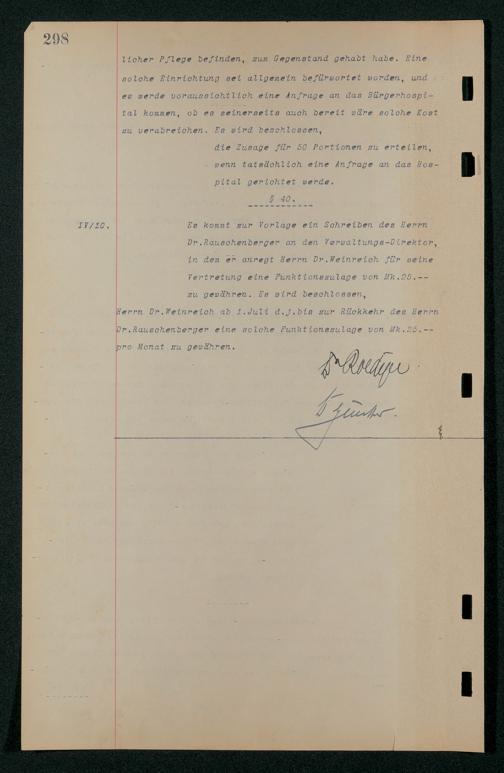 298
licher Pflege befinden, zum Gegenstand gehabt habe. Eine
solche Einrichtung sei allgemein befürwortet worden, und
es werde voraussichtlich eine Anfrage an das Bürgerhospi-
tal kommen, ob es seinerseits auch bereit wäre solche Kost
zu verabreichen. Es wird beschlossen,
die Zusage für 50 Portionen zu erteilen,
wenn tatsächlich eine Anfrage an das Hos-
pital gerichtet werde.
§ 40.
IV/10. Es kommt zur Vorlage ein Schreiben des Herrn
Dr.Rauschenberger an den Verwaltungs-Direktor,
in dem er anregt Herrn Dr.Weinreich für seine
Vertretung eine Funktionszulage von Mk.25.--
zu gewähren. Es wird beschlossen,
Herrn Dr.Weinreich ab 1.Juli d.j.bis zur Rückkehr des Herrn
Dr.Rauschenberger eine solche Funktionszulage von Mk.25.--
pro Monat zu gewähren.